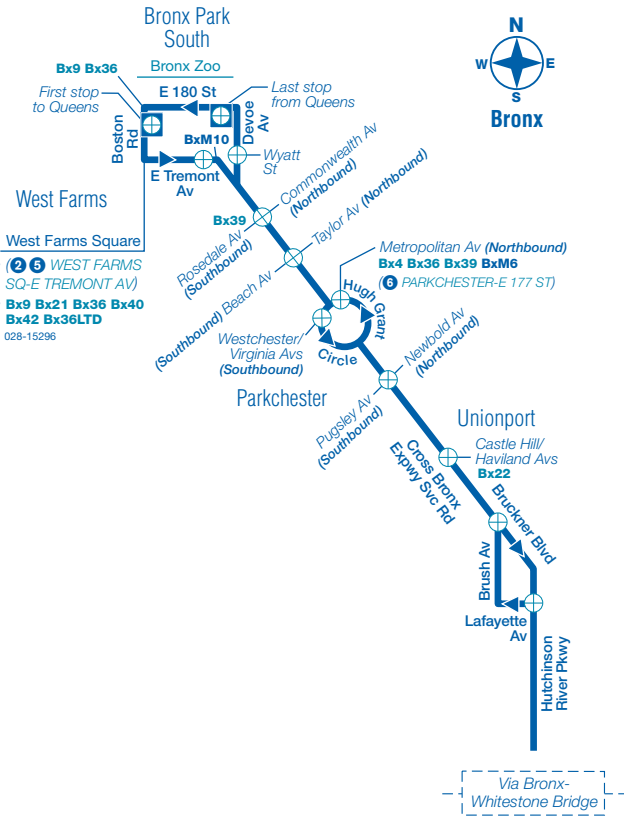 Bronx Park
South
Bx9 Bx36
Bronx Zoo
First stop
to Queens
E 180 St
Last stop
from Queens
Boston
Rd
Devoe
Av
BxM10
E Tremont
Av
Wyatt
St
N
W
E
S
Bronx
West Farms
West Farms Square
(2 5 WEST FARMS
SQ-E TREMONT AV)
Bx9 Bx21 Bx36 Bx40
Bx42 Bx36LTD
028-15296
Bx39
Commonwealth Av
(Northbound)
Rosedale Av
(Southbound)
Taylor Av (Northbound)
(Southbound) Beach Av
Metropolitan Av (Northbound)
Bx4 Bx36 Bx39 BxM6
(6 PARKCHESTER-E 177 ST)
Hugh Grant
Circle
Westchester/
Virginia Avs
(Southbound)
Parkchester
Newbold Av
(Northbound)
Pugsley Av
(Southbound)
Unionport
Castle Hill/
Haviland Avs
Bx22
Cross Bronx
Expwy Svc Rd
Bruckner Blvd
Brush Av
Lafayette
Av
Hutchinson
River Pkwy
Via Bronx-
Whitestone Bridge